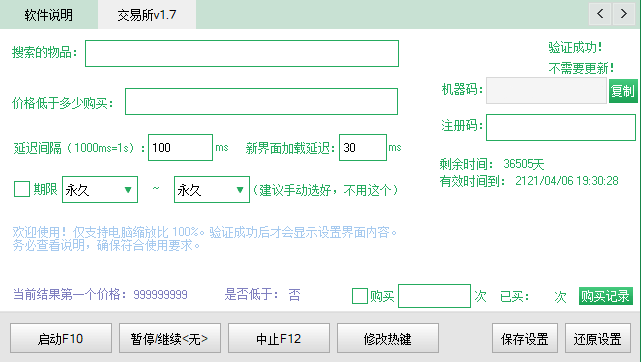 软件说明 交易所v1.7
搜索的物品： 验证成功！
不需要更新！
机器码： 复制
价格低于多少购买：
注册码：
延迟间隔（1000ms=1s）: 100 ms 新界面加载延迟: 30 ms
剩余时间： 36505天
有效时间到： 2121/04/06 19:30:28
期限 永久 ~ 永久 (建议手动选好，不用这个)
欢迎使用！仅支持电脑缩放比 100%。验证成功后才会显示设置界面内容。
务必查看说明，确保符合使用要求。
当前结果第一个价格: 999999999 是否低于： 否 购买 次 已买： 次 购买记录
启动F10 暂停/继续<无> 中止F12 修改热键 保存设置 还原设置